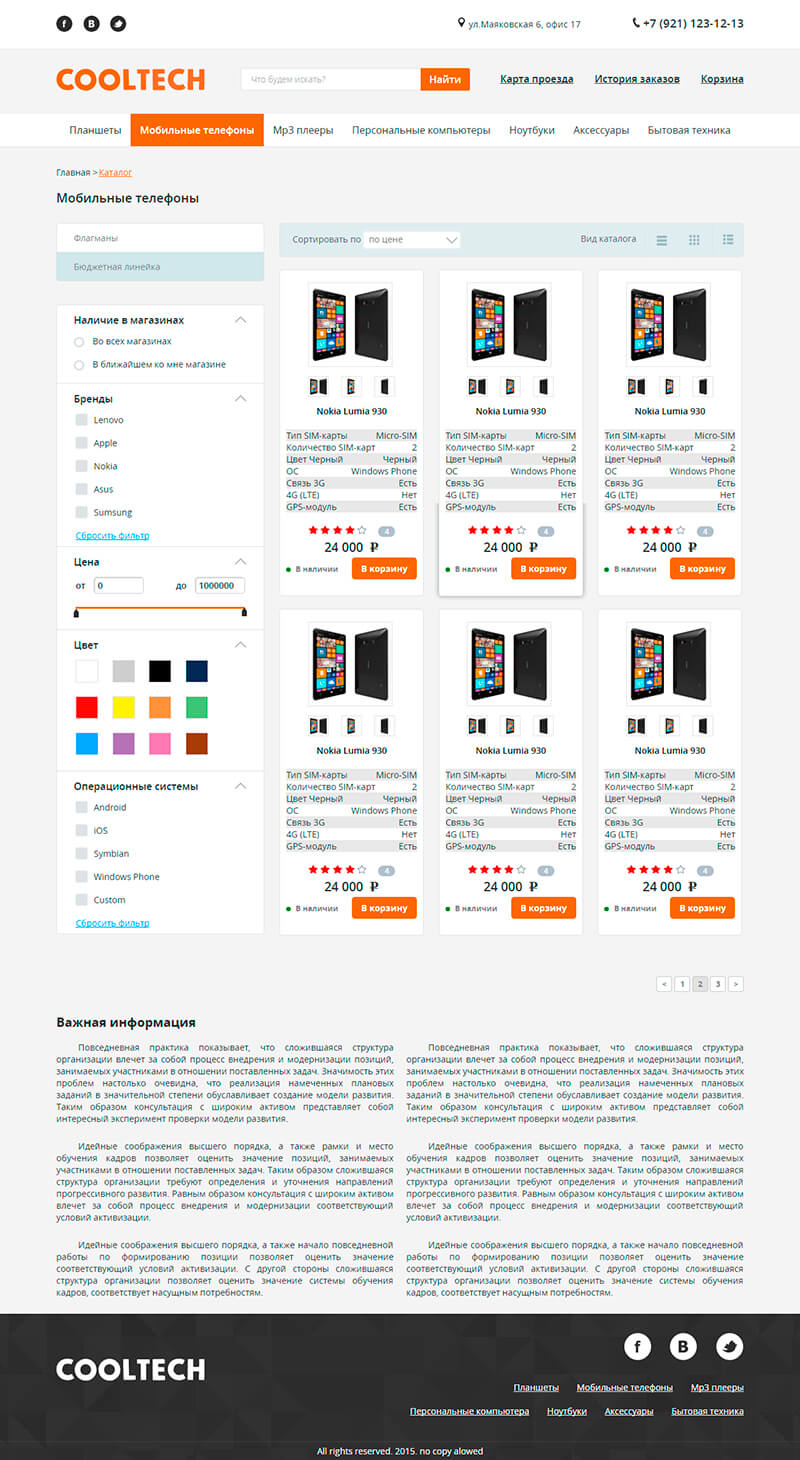 ул.Маяковская 6, офис 17
+7 (921) 123-12-13
COOLTECH
Что будем искать?
Найти
Карта проезда
История заказов
Корзина
Планшеты
Мобильные телефоны
Mp3 плееры
Персональные компьютеры
Ноутбуки
Аксессуары
Бытовая техника
Главная > Каталог
Мобильные телефоны
Флагманы
Бюджетная линейка
Наличие в магазинах
Во всех магазинах
В ближайшем ко мне магазине
Бренды
Lenovo
Apple
Nokia
Asus
Sumsung
Сбросить фильтр
Цена
от 0 до 1000000
Цвет
Операционные системы
Android
iOS
Symbian
Windows Phone
Custom
Сбросить фильтр
Сортировать по по цене
Вид каталога
Nokia Lumia 930
Тип SIM-карты Micro-SIM
Количество SIM-карт 2
Цвет Черный Черный
ОС Windows Phone
Связь 3G Есть
4G (LTE) Нет
GPS-модуль Есть
4
24 000 ₽
В наличии
В корзину
Nokia Lumia 930
Тип SIM-карты Micro-SIM
Количество SIM-карт 2
Цвет Черный Черный
ОС Windows Phone
Связь 3G Есть
4G (LTE) Нет
GPS-модуль Есть
4
24 000 ₽
В наличии
В корзину
Nokia Lumia 930
Тип SIM-карты Micro-SIM
Количество SIM-карт 2
Цвет Черный Черный
ОС Windows Phone
Связь 3G Есть
4G (LTE) Нет
GPS-модуль Есть
4
24 000 ₽
В наличии
В корзину
Nokia Lumia 930
Тип SIM-карты Micro-SIM
Количество SIM-карт 2
Цвет Черный Черный
ОС Windows Phone
Связь 3G Есть
4G (LTE) Нет
GPS-модуль Есть
4
24 000 ₽
В наличии
В корзину
Nokia Lumia 930
Тип SIM-карты Micro-SIM
Количество SIM-карт 2
Цвет Черный Черный
ОС Windows Phone
Связь 3G Есть
4G (LTE) Нет
GPS-модуль Есть
4
24 000 ₽
В наличии
В корзину
Nokia Lumia 930
Тип SIM-карты Micro-SIM
Количество SIM-карт 2
Цвет Черный Черный
ОС Windows Phone
Связь 3G Есть
4G (LTE) Нет
GPS-модуль Есть
4
24 000 ₽
В наличии
В корзину
< 1 2 3 >
Важная информация
Повседневная практика показывает, что сложившаяся структура
организации влечет за собой процесс внедрения и модернизации позиций,
занимаемых участниками в отношении поставленных задач. Значимость этих
проблем настолько очевидна, что реализация намеченных плановых
заданий в значительной степени обуславливает создание модели развития.
Таким образом консультация с широким активом представляет собой
интересный эксперимент проверки модели развития.
Идейные соображения высшего порядка, а также рамки и место
обучения кадров позволяет оценить значение позиций, занимаемых
участниками в отношении поставленных задач. Таким образом сложившаяся
структура организации требуют определения и уточнения направлений
прогрессивного развития. Равным образом консультация с широким активом
влечет за собой процесс внедрения и модернизации соответствующий
условий активизации.
Идейные соображения высшего порядка, а также начало повседневной
работы по формированию позиции позволяет оценить значение
соответствующий условий активизации. С другой стороны сложившаяся
структура организации позволяет оценить значение системы обучения
кадров, соответствует насущным потребностям.
Повседневная практика показывает, что сложившаяся структура
организации влечет за собой процесс внедрения и модернизации позиций,
занимаемых участниками в отношении поставленных задач. Значимость этих
проблем настолько очевидна, что реализация намеченных плановых
заданий в значительной степени обуславливает создание модели развития.
Таким образом консультация с широким активом представляет собой
интересный эксперимент проверки модели развития.
Идейные соображения высшего порядка, а также рамки и место
обучения кадров позволяет оценить значение позиций, занимаемых
участниками в отношении поставленных задач. Таким образом сложившаяся
структура организации требуют определения и уточнения направлений
прогрессивного развития. Равным образом консультация с широким активом
влечет за собой процесс внедрения и модернизации соответствующий
условий активизации.
Идейные соображения высшего порядка, а также начало повседневной
работы по формированию позиции позволяет оценить значение
соответствующий условий активизации. С другой стороны сложившаяся
структура организации позволяет оценить значение системы обучения
кадров, соответствует насущным потребностям.
COOLTECH
Планшеты
Мобильные телефоны
Mp3 плееры
Персональные компьютера
Ноутбуки
Аксессуары
Бытовая техника
All rights reserved. 2015. no copy alowed